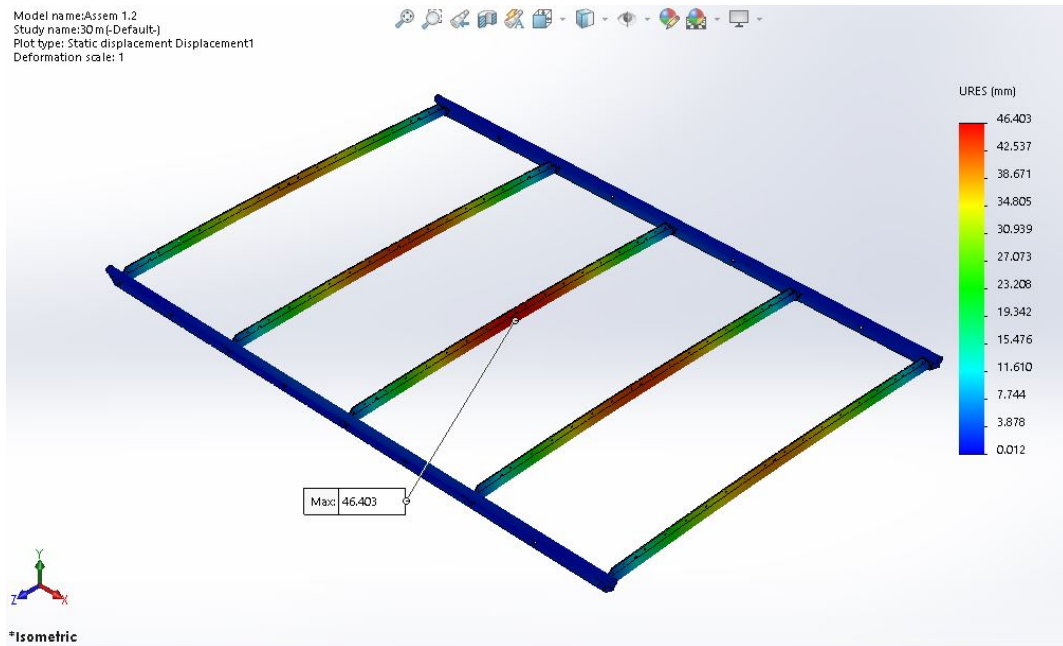 Model name:Assem 1.2
Study name:30 m(-Default-)
Plot type: Static displacement Displacement1
Deformation scale: 1
URES (mm)
46.403
42.537
38.671
34.805
30.939
27.073
23.208
19.342
15.476
11.610
7.744
3.878
0.012
Max: 46.403
Y
Z
X
*Isometric